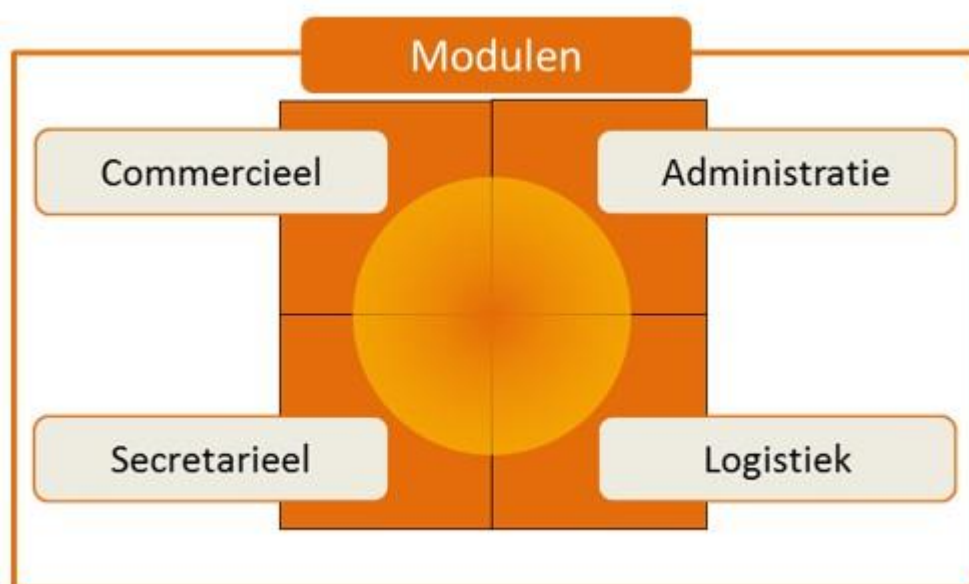 Modulen
Commercieel
Administratie
Secretarieel
Logistiek